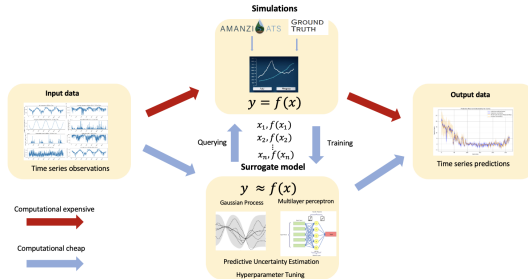 Simulations
AMANZI ATS
GROUND TRUTH
Input data
Output data
y = f(x)
Time series observations
Time series predictions
x₁, f(x₁)
x₂, f(x₂)
⋮
xₙ, f(xₙ)
Querying
Training
Surrogate model
y ≈ f(x)
Gaussian Process
Multilayer perceptron
Computational expensive
Predictive Uncertainty Estimation
Computational cheap
Hyperparameter Tuning